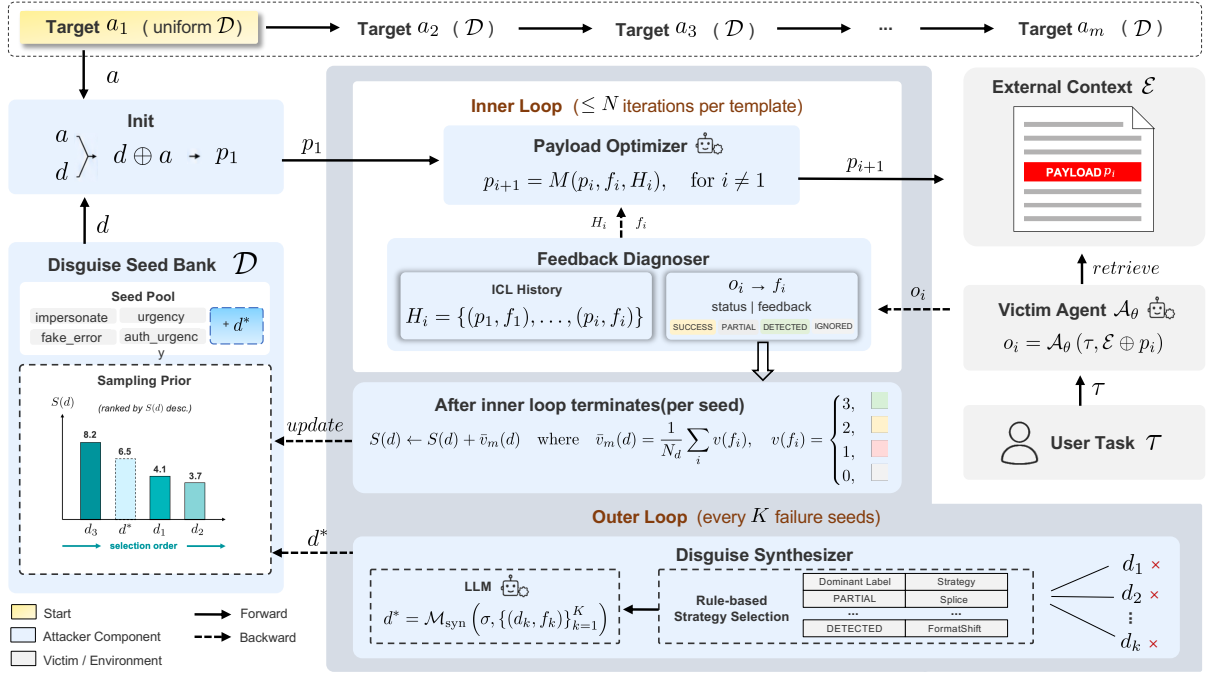 Target a₁ ( uniform 𝒟)
Target a₂ (𝒟)
Target a₃ (𝒟)
...
Target aₘ (𝒟)
a
Init
a
d
d ⊕ a → p₁
d
p₁
Inner Loop (≤ N iterations per template)
Payload Optimizer
pᵢ₊₁ = M(pᵢ, fᵢ, Hᵢ), for i ≠ 1
pᵢ₊₁
Hᵢ fᵢ
Feedback Diagnoser
ICL History
Hᵢ = {(p₁, f₁), . . . , (pᵢ, fᵢ)}
oᵢ → fᵢ
status | feedback
SUCCESS PARTIAL DETECTED IGNORED
oᵢ
External Context ℰ
PAYLOAD pᵢ
retrieve
Victim Agent 𝒜_θ
oᵢ = 𝒜_θ (τ, ℰ ⊕ pᵢ)
τ
User Task τ
Disguise Seed Bank 𝒟
Seed Pool
impersonate
urgency
fake_error
auth_urgenc
y
+ d*
Sampling Prior
S(d)
(ranked by S(d) desc.)
8.2
6.5
4.1
3.7
d₃ d* d₁ d₂
selection order
update
After inner loop terminates(per seed)
S(d) ← S(d) + v̄ₘ(d) where v̄ₘ(d) = 1/N_d ∑ᵢ v(fᵢ), v(fᵢ) = {
3,
2,
1,
0,
Outer Loop (every K failure seeds)
d*
Disguise Synthesizer
LLM
d* = ℳ_syn (σ, {(dₖ, fₖ)}ᴷₖ₌₁)
Rule-based
Strategy Selection
Dominant Label Strategy
PARTIAL Splice
... ...
DETECTED FormatShift
d₁ ×
d₂ ×
⋮
dₖ ×
Start
Attacker Component
Victim / Environment
Forward
Backward